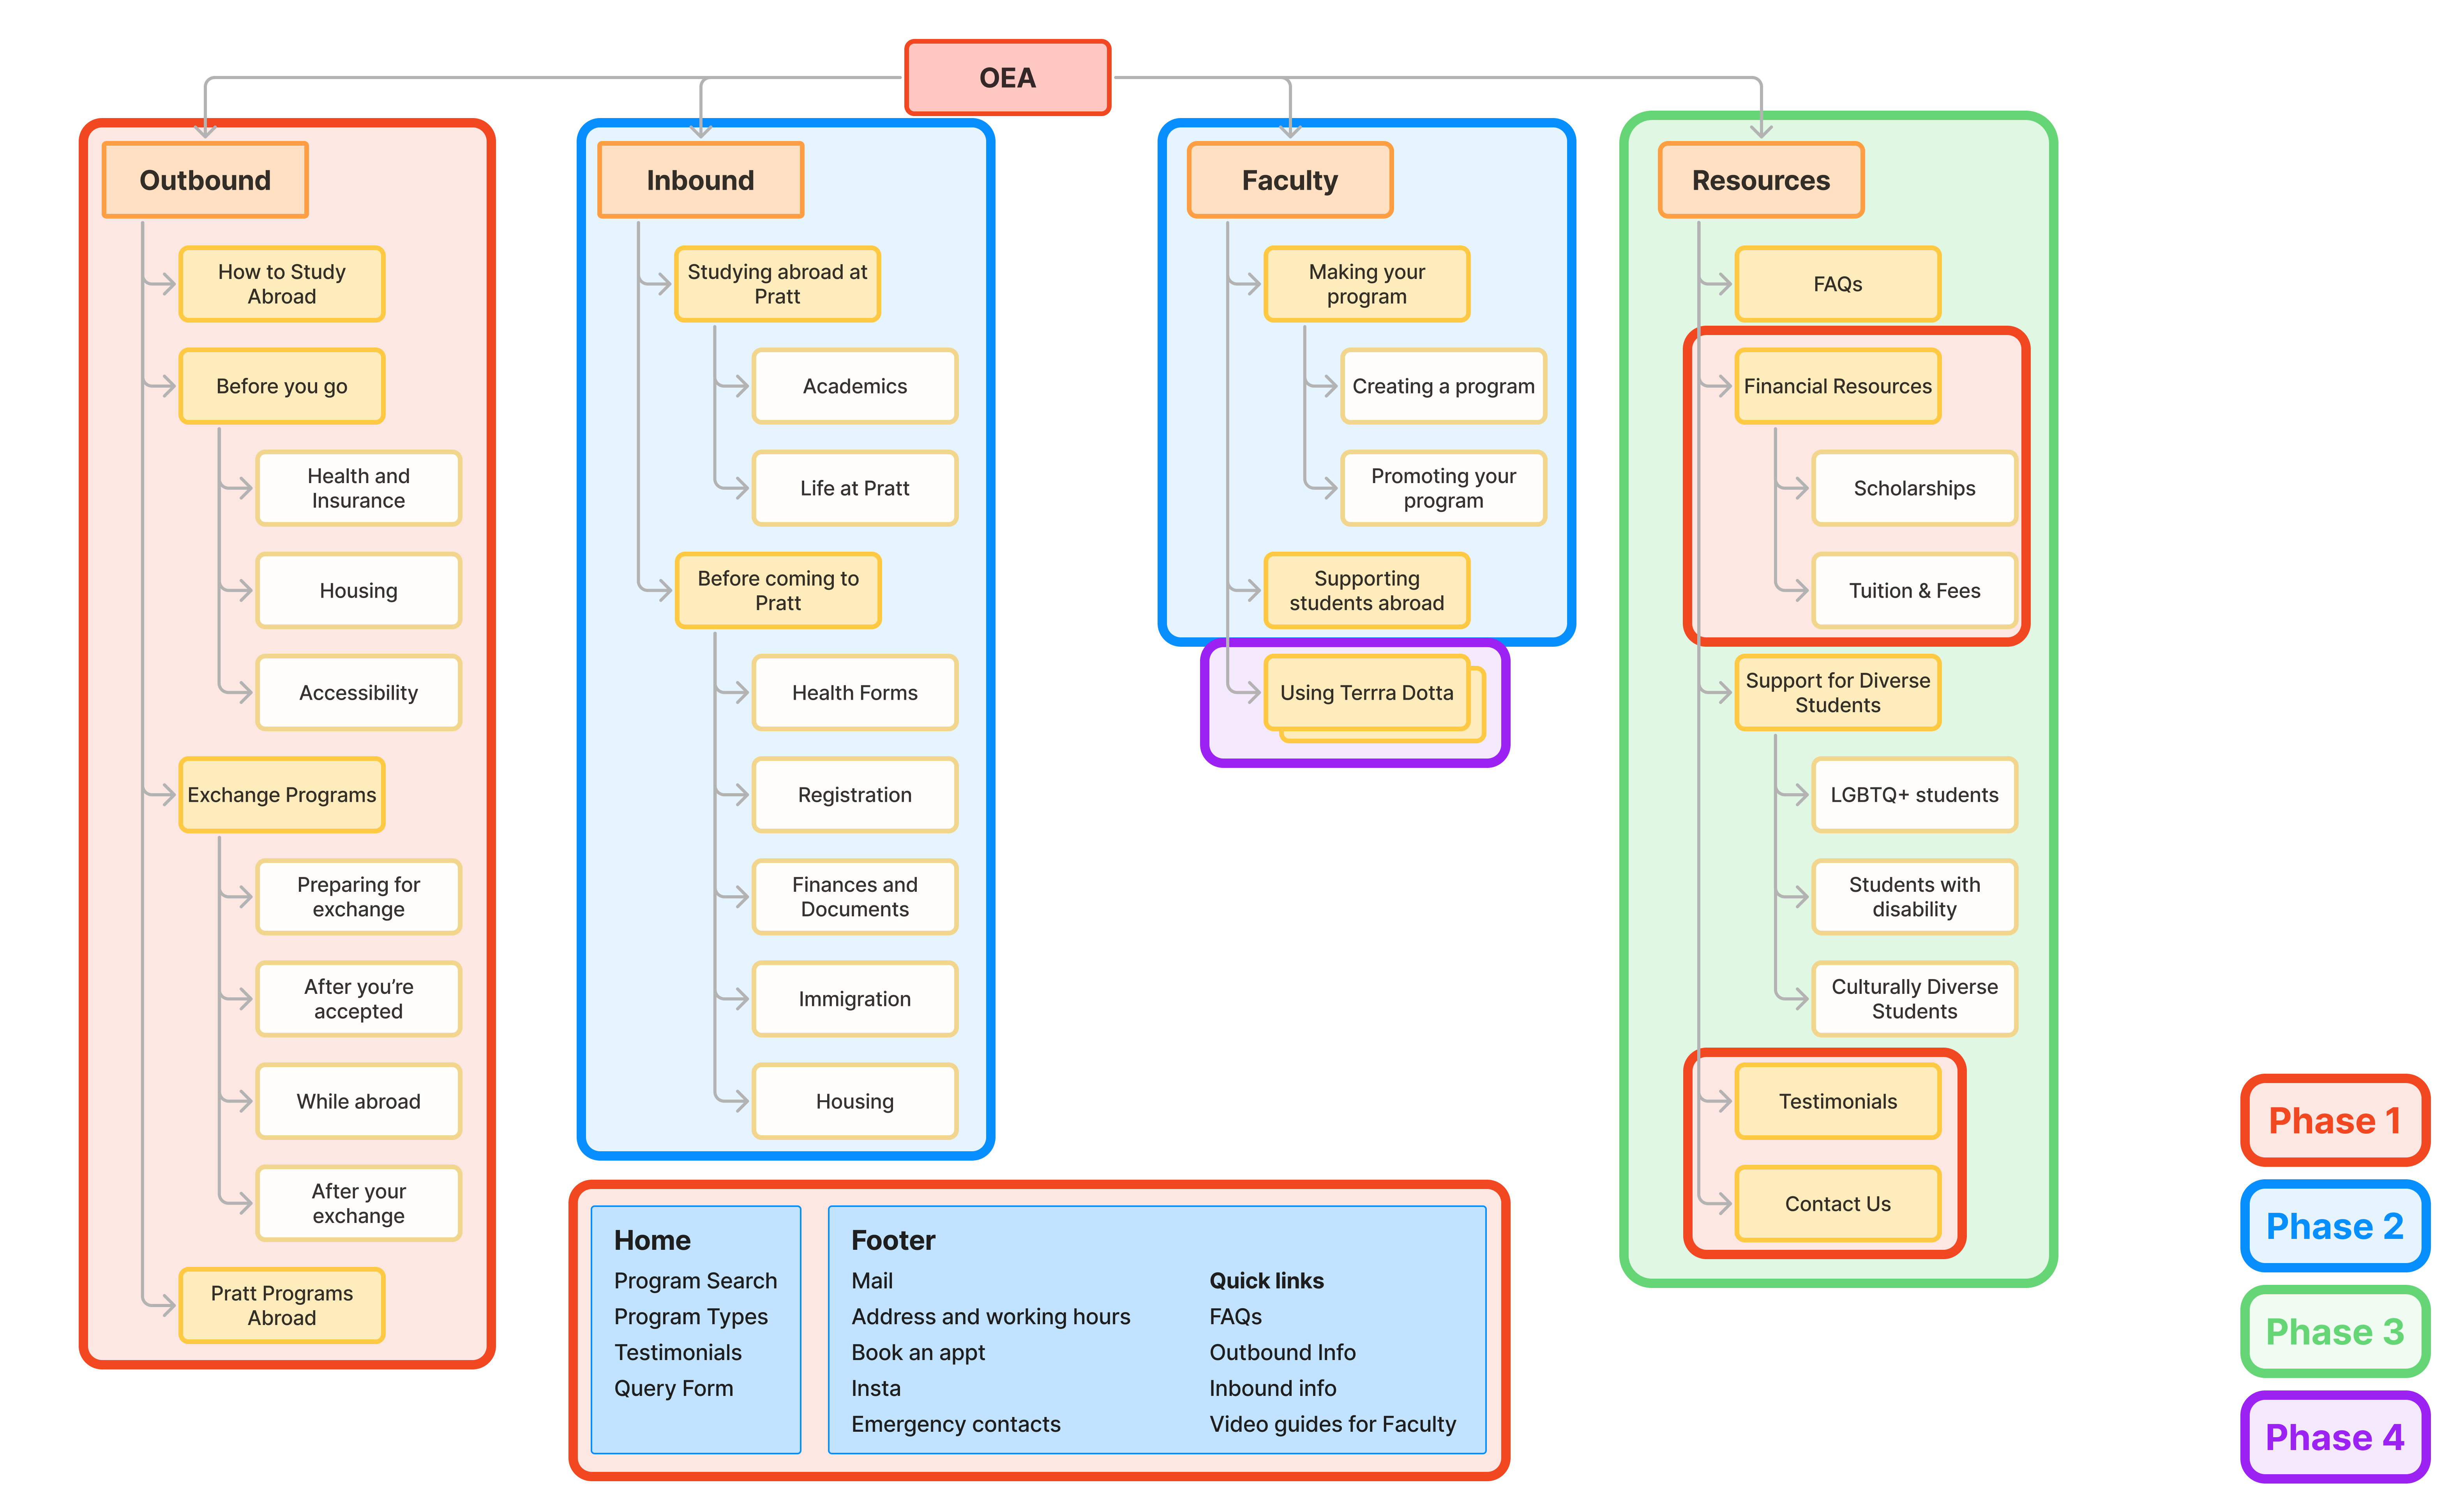 OEA
Outbound
How to Study
Abroad
Before you go
Health and
Insurance
Housing
Accessibility
Exchange Programs
Preparing for
exchange
After you’re
accepted
While abroad
After your
exchange
Pratt Programs
Abroad
Inbound
Studying abroad at
Pratt
Academics
Life at Pratt
Before coming to
Pratt
Health Forms
Registration
Finances and
Documents
Immigration
Housing
Faculty
Making your
program
Creating a program
Promoting your
program
Supporting
students abroad
Using Terrra Dotta
Resources
FAQs
Financial Resources
Scholarships
Tuition & Fees
Support for Diverse
Students
LGBTQ+ students
Students with
disability
Culturally Diverse
Students
Testimonials
Contact Us
Home
Program Search
Program Types
Testimonials
Query Form
Footer
Mail
Address and working hours
Book an appt
Insta
Emergency contacts
Quick links
FAQs
Outbound Info
Inbound info
Video guides for Faculty
Phase 1
Phase 2
Phase 3
Phase 4